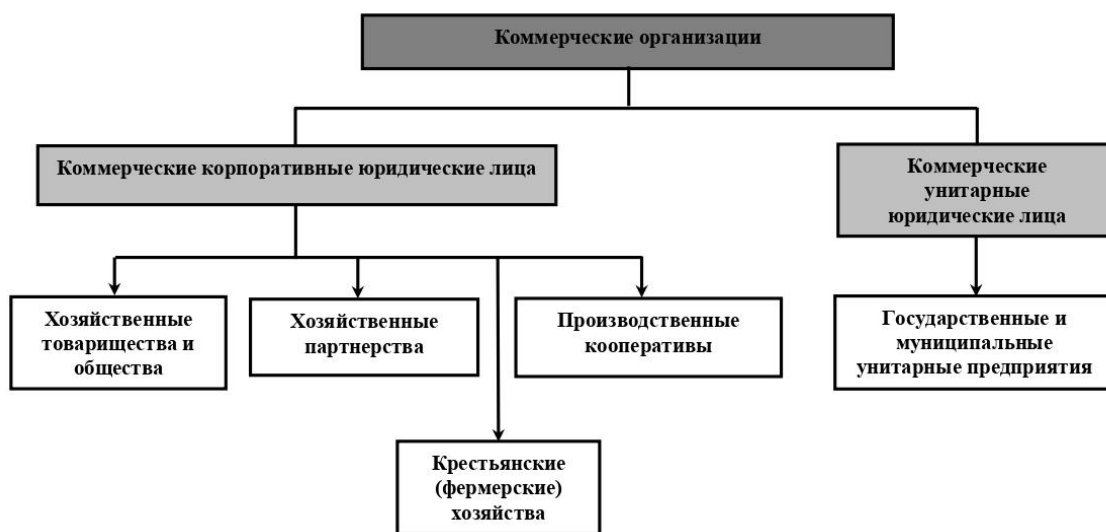 Коммерческие организации
Коммерческие корпоративные юридические лица
Коммерческие
унитарные
юридические лица
Хозяйственные
товарищества и
общества
Хозяйственные
партнерства
Производственные
кооперативы
Государственные и
муниципальные
унитарные предприятия
Крестьянские
(фермерские)
хозяйства